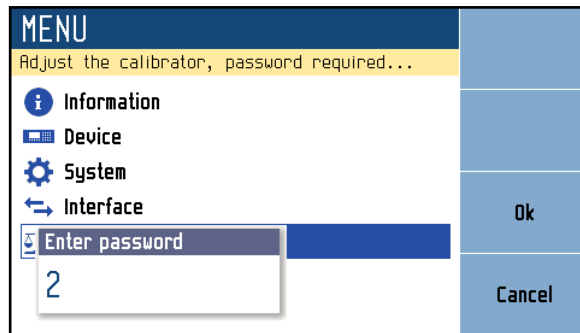 MENU
Adjust the calibrator, password required...
Information
Device
System
Interface
Enter password
2
Ok
Cancel